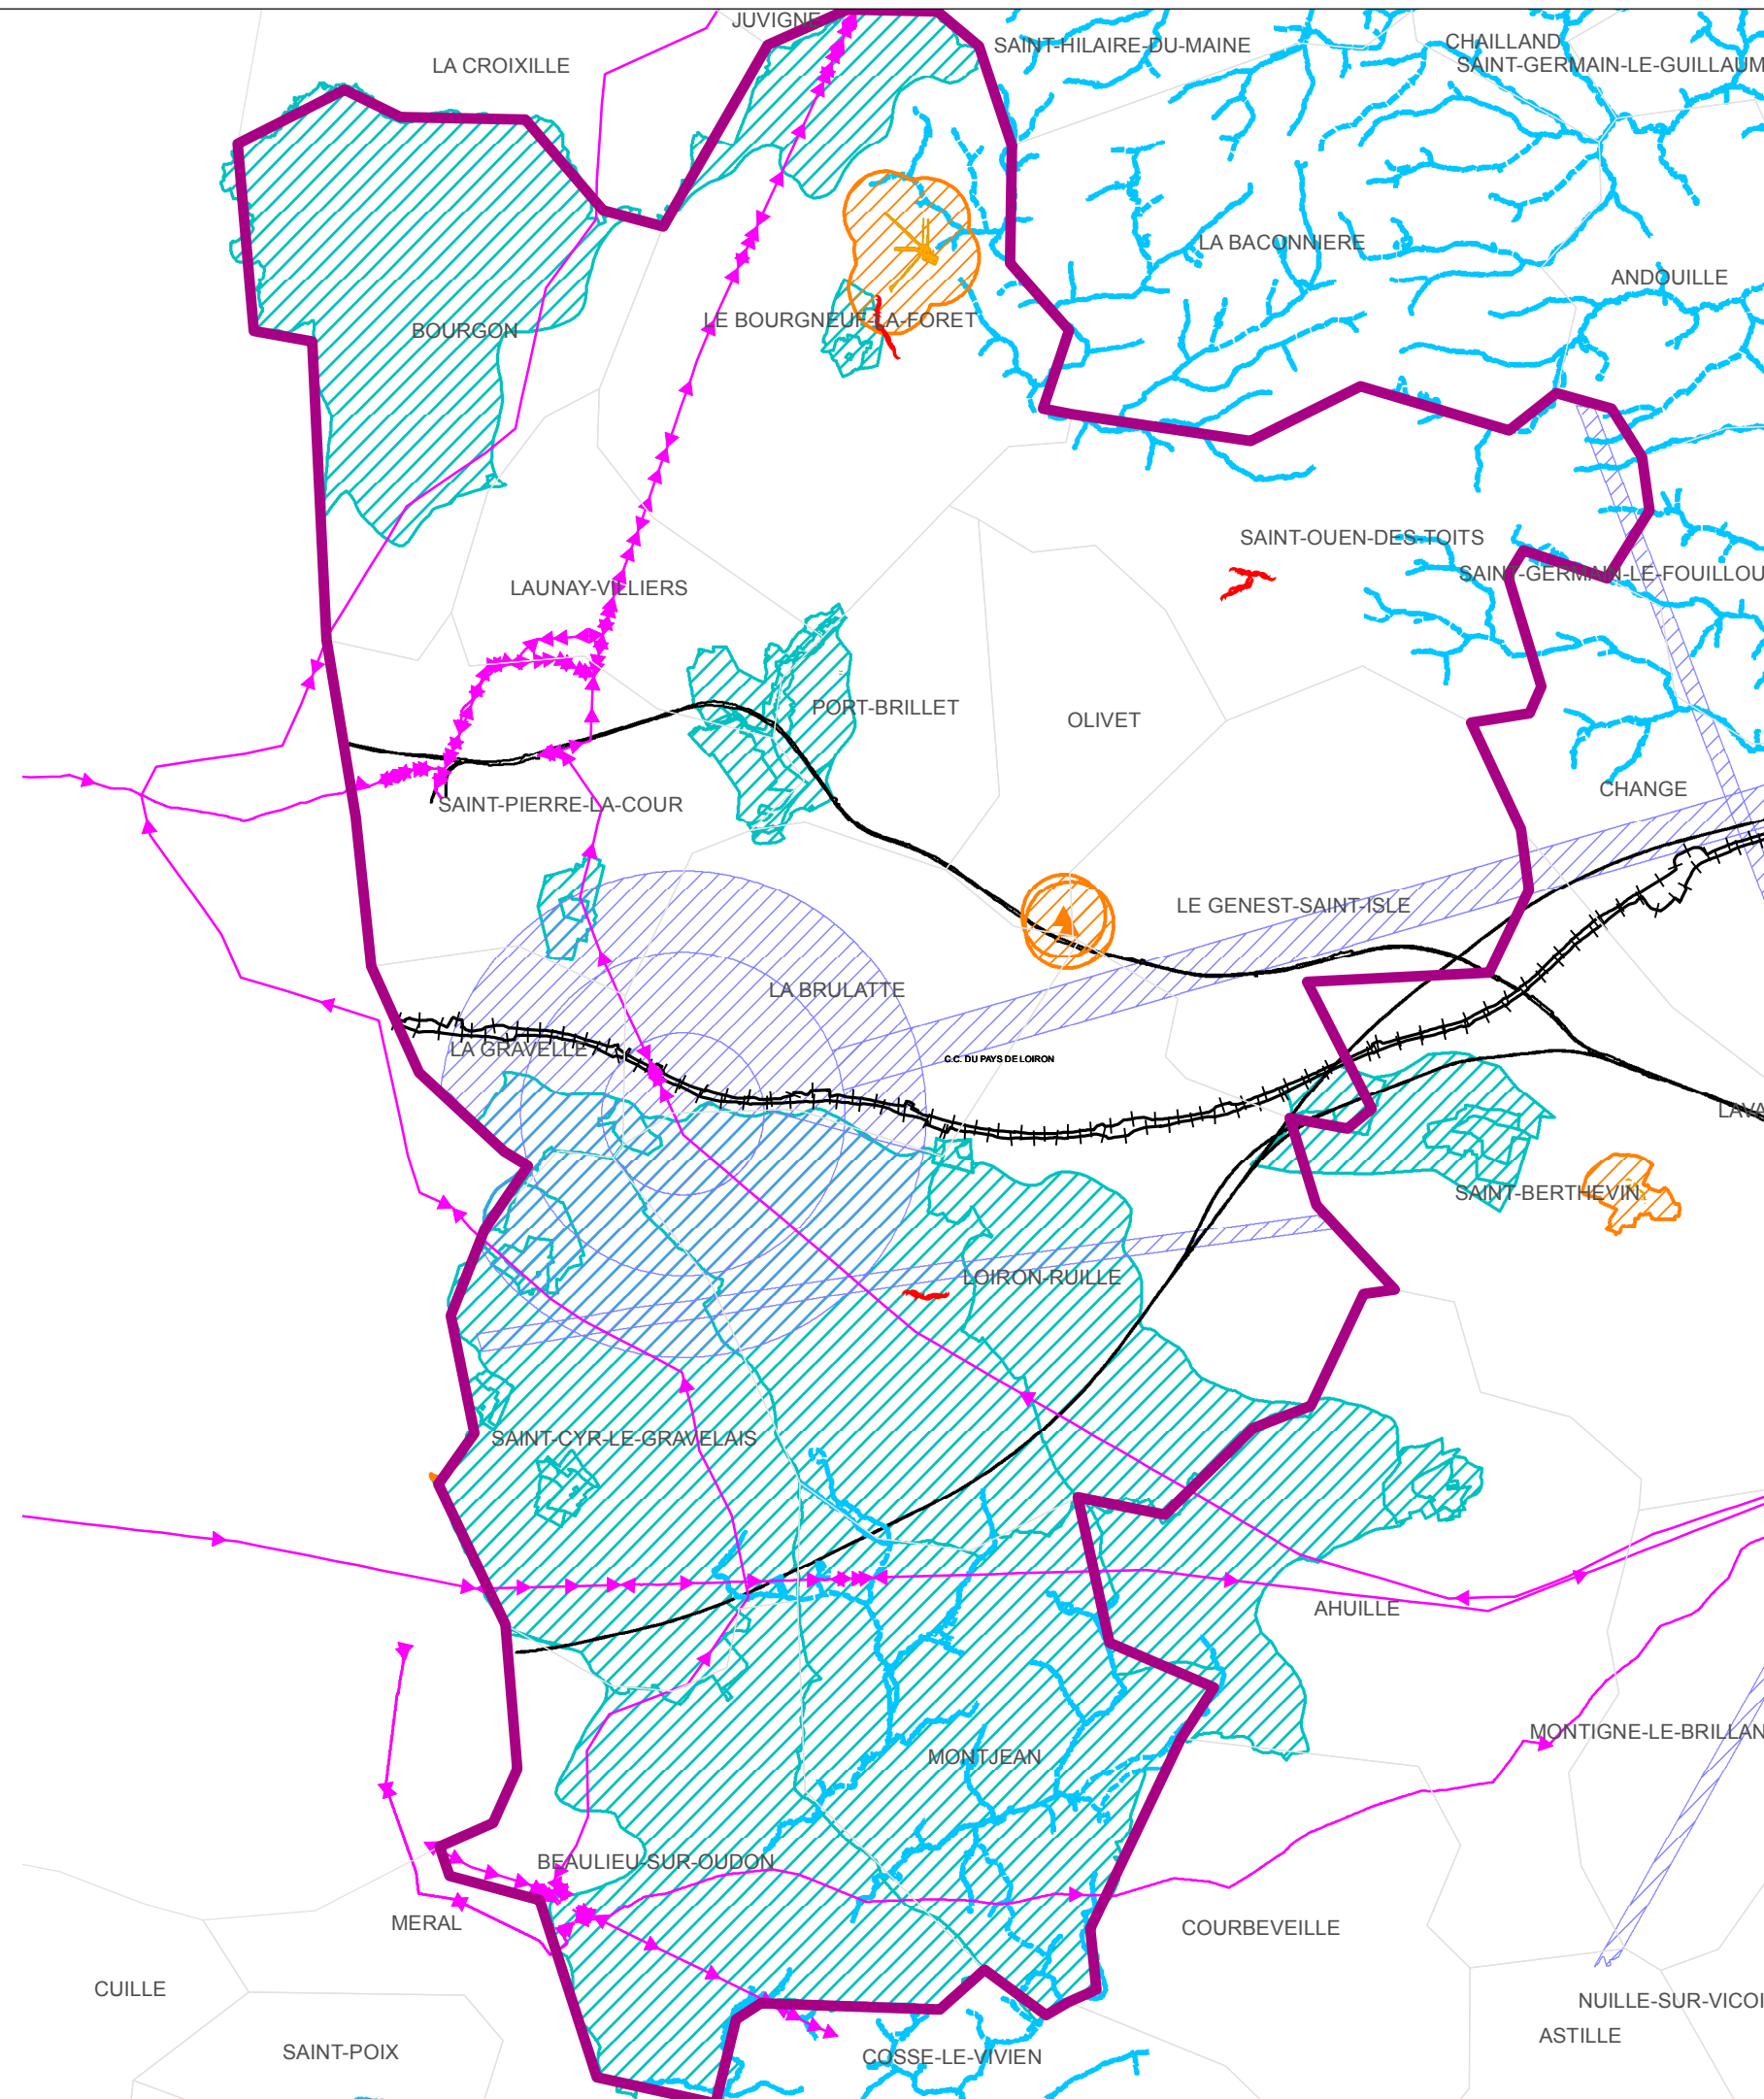 JUVIGNE
SAINT-HILAIRE-DU-MAINE
CHAILLAND
LA CROIXILLE
SAINT-GERMAIN-LE-GUILLAUM
LA BACONNIERE
ANDOUILLE
BOURGON
LE BOURGNEUF-LA-FORET
SAINT-OUEN-DES-TOITS
SAINT-GERMAIN-LE-FOUILLOU
LAUNAY-VILLIERS
PORT-BRILLET
OLIVET
CHANGE
SAINT-PIERRE-LA-COUR
LE GENEST-SAINT-ISLE
LA BRULATTE
LA GRAVELLE
C.C. DU PAYS DE LOIRON
LAVA
SAINT-BERTHEVIN
LOIRON-RUILLE
SAINT-CYR-LE-GRAVELAIS
AHUILLE
MONTIGNE-LE-BRILLAN
MONTJEAN
BEAULIEU-SUR-OUDON
MERAL
COURBEVEILLE
CUILLE
NUILLE-SUR-VICOI
ASTILLE
SAINT-POIX
COSSE-LE-VIVIEN